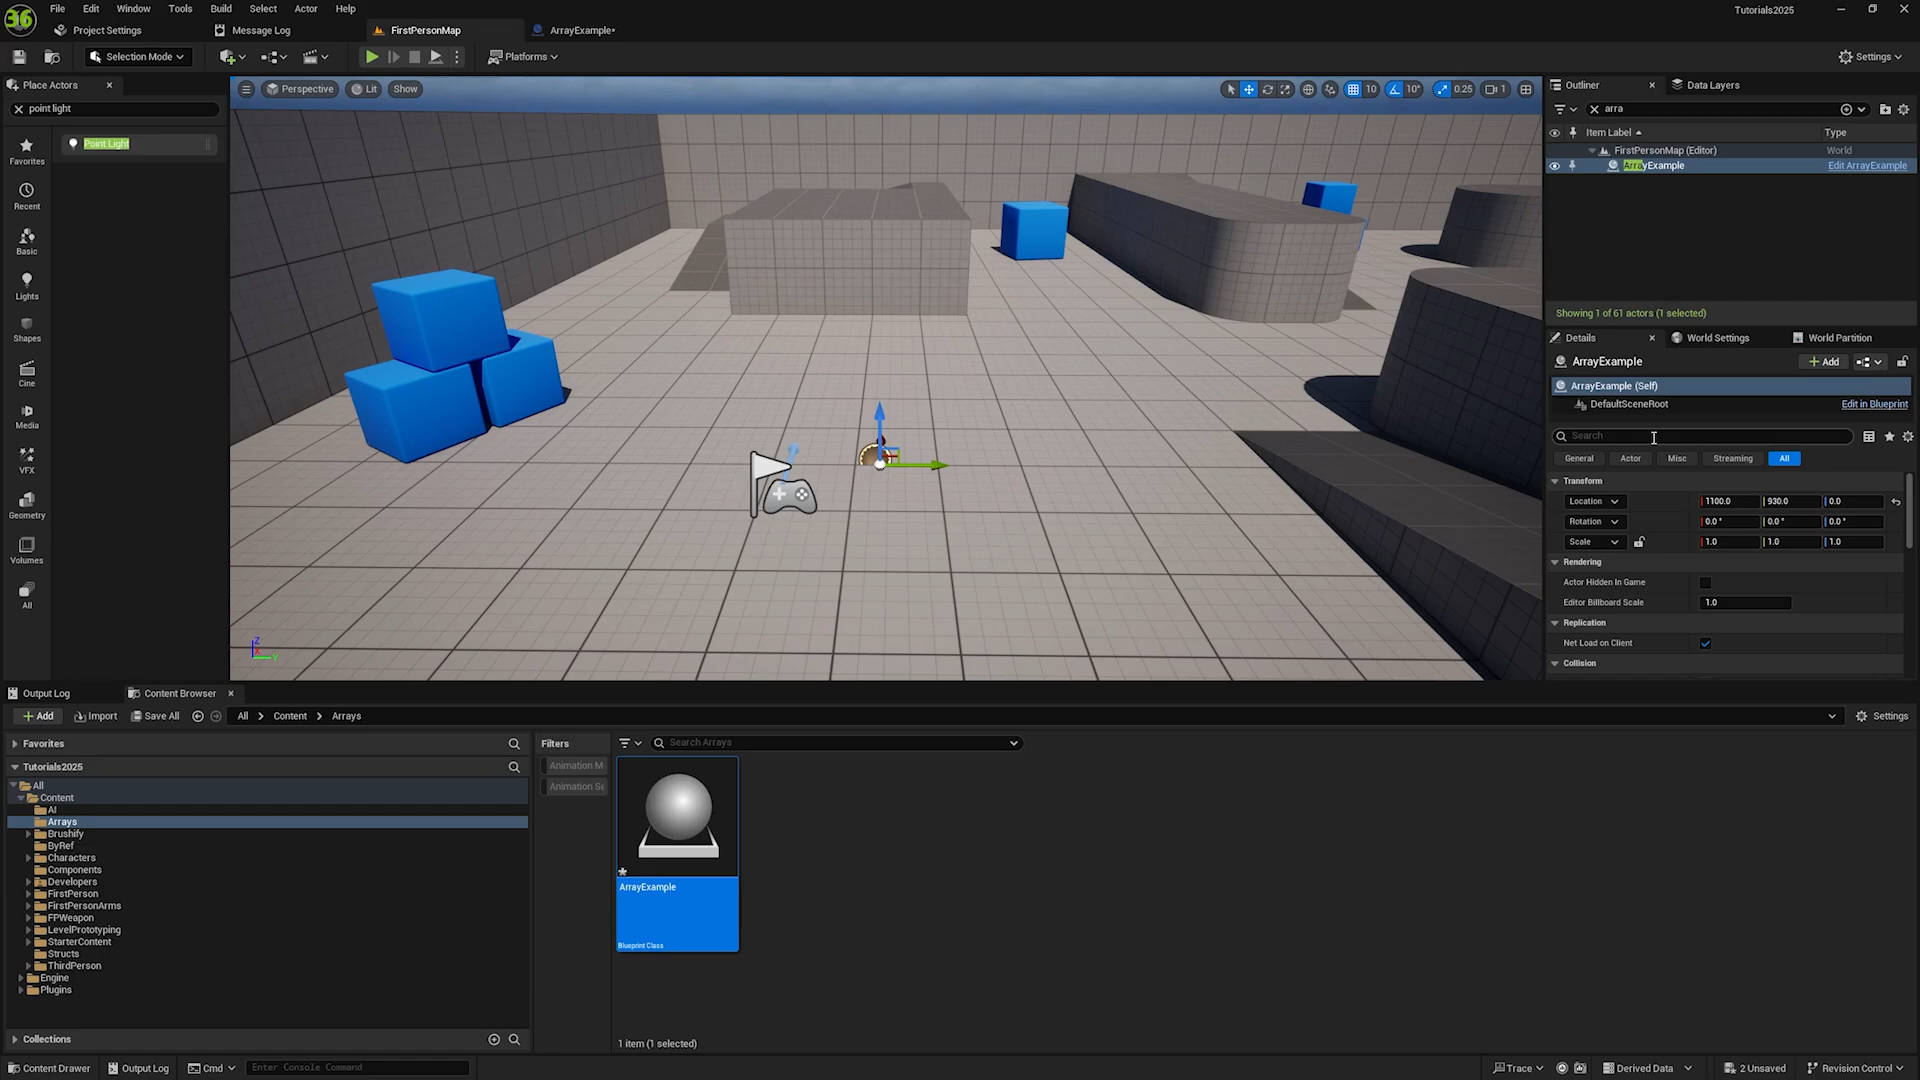 File Edit Window Tools Build Select Actor Help
Tutorials2025
Project Settings
Message Log
FirstPersonMap
ArrayExample*
Selection Mode
Platforms
Settings
Place Actors
point light
Point Light
Favorites
Recent
Basic
Lights
Shapes
Cine
Media
VFX
Geometry
Volumes
All
Perspective
Lit
Show
10
10°
0.25
1
Z
X
Y
Outliner
Data Layers
arra
Item Label
Type
FirstPersonMap (Editor)
World
ArrayExample
Edit ArrayExample
Showing 1 of 61 actors (1 selected)
Details
World Settings
World Partition
ArrayExample
Add
ArrayExample (Self)
DefaultSceneRoot
Edit in Blueprint
Search
General
Actor
Misc
Streaming
All
Transform
Location 1100.0 930.0 0.0
Rotation 0.0° 0.0° 0.0°
Scale 1.0 1.0 1.0
Rendering
Actor Hidden In Game
Editor Billboard Scale 1.0
Replication
Net Load on Client
Collision
Output Log
Content Browser
Add
Import
Save All
All > Content > Arrays
Settings
Favorites
Tutorials2025
All
Content
AI
Arrays
Brushify
ByRef
Characters
Components
Developers
FirstPerson
FirstPersonArms
FPWeapon
LevelPrototyping
StarterContent
Structs
ThirdPerson
Engine
Plugins
Collections
Filters
Animation M
Animation Se
Search Arrays
ArrayExample
Blueprint Class
1 item (1 selected)
Content Drawer
Output Log
Cmd
Enter Console Command
Trace
Derived Data
2 Unsaved
Revision Control